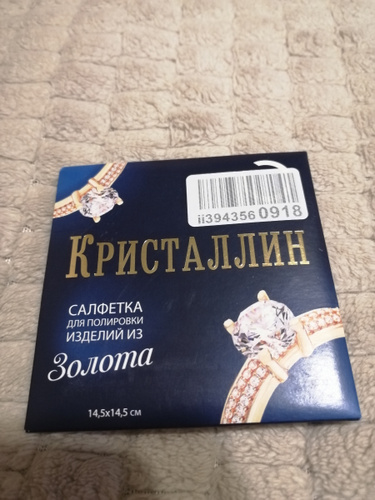 ii3943560918
КРИСТАЛЛИН
САЛФЕТКА
ДЛЯ ПОЛИРОВКИ
ИЗДЕЛИЙ ИЗ
Золота
14,5х14,5 см